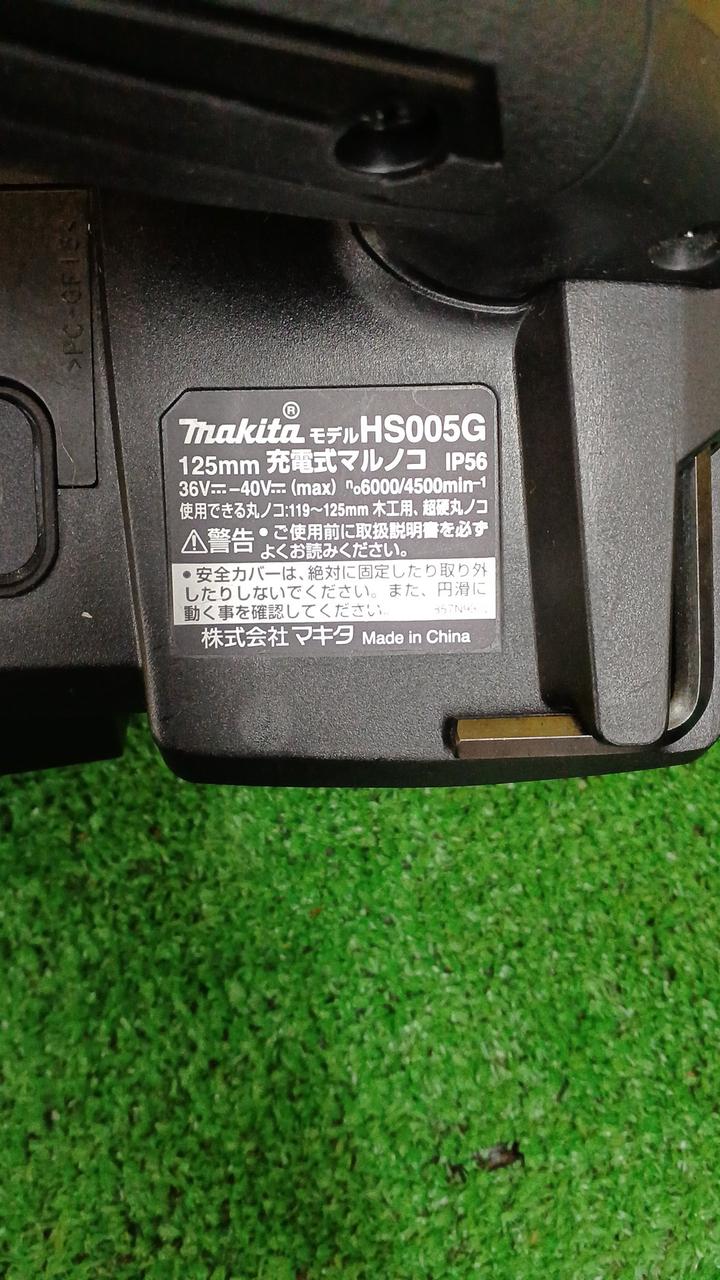 >PC-GF15<
makita® モデルHS005G
125mm 充電式マルノコ IP56
36V⎓-40V⎓ (max) n₀6000/4500min⁻¹
使用できる丸ノコ:119～125mm 木工用、超硬丸ノコ
⚠警告 • ご使用前に取扱説明書を必ず
よくお読みください。
• 安全カバーは、絶対に固定したり取り外
したりしないでください。また、円滑に
動く事を確認してください。
株式会社 マキタ Made in China